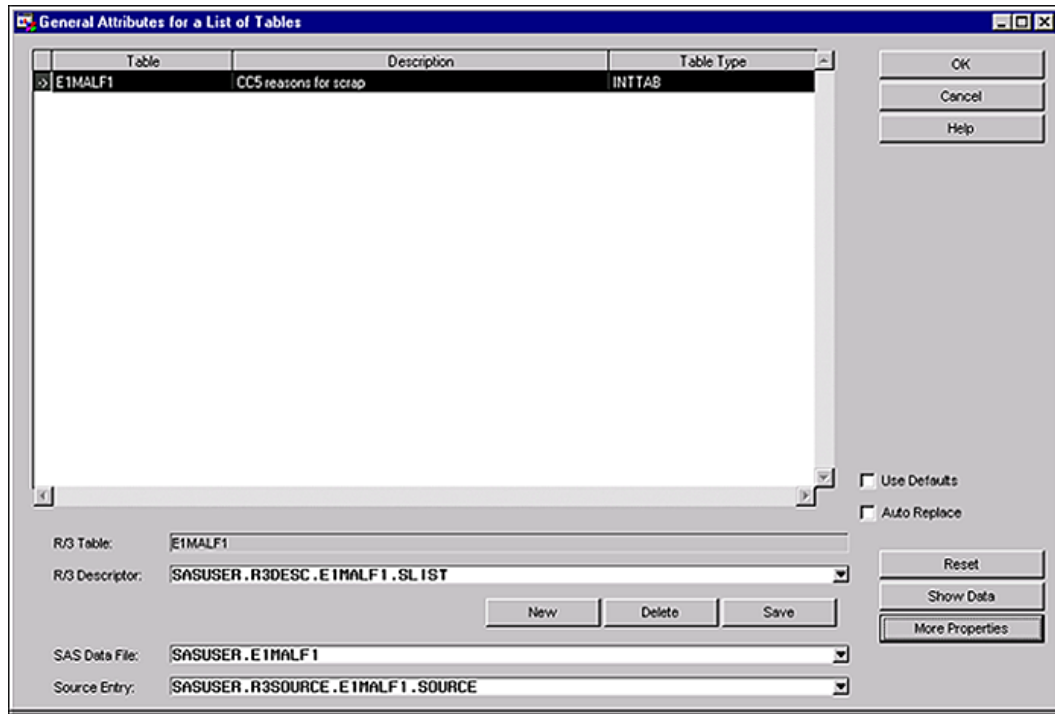 General Attributes for a List of Tables
Table Description Table Type
E1MALF1 CC5 reasons for scrap INTTAB
OK
Cancel
Help
Use Defaults
Auto Replace
R/3 Table: E1MALF1
R/3 Descriptor: SASUSER.R3DESC.E1MALF1.SLIST
Reset
New Delete Save
Show Data
More Properties
SAS Data File: SASUSER.E1MALF1
Source Entry: SASUSER.R3SOURCE.E1MALF1.SOURCE